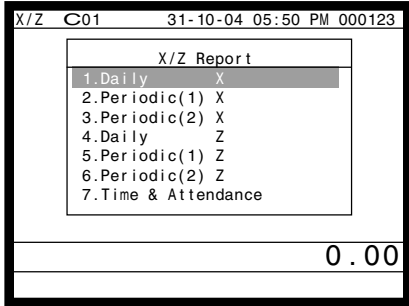 X/Z C01 31-10-04 05:50 PM 000123
X/Z Report
1.Daily X
2.Periodic(1) X
3.Periodic(2) X
4.Daily Z
5.Periodic(1) Z
6.Periodic(2) Z
7.Time & Attendance
0.00